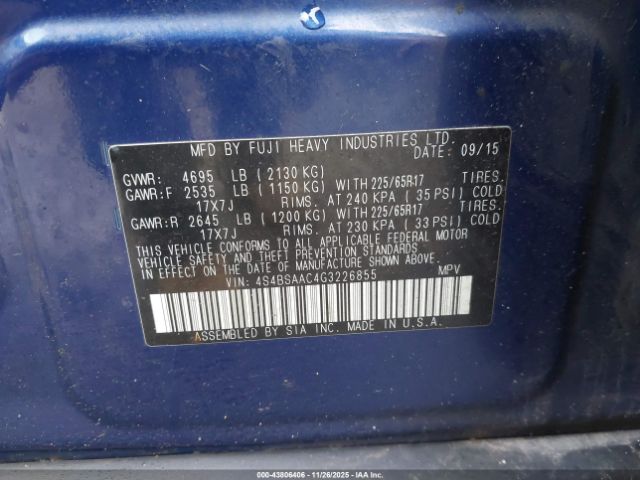 MFD BY FUJI HEAVY INDUSTRIES LTD.
DATE: 09/15
GVWR: 4695 LB (2130 KG)
GAWR:F 2535 LB (1150 KG) WITH 225/65R17 TIRES.
17X7J RIMS. AT 240 KPA (35 PSI) COLD
GAWR:R 2645 LB (1200 KG) WITH 225/65R17 TIRES.
17X7J RIMS. AT 230 KPA (33 PSI) COLD
THIS VEHICLE CONFORMS TO ALL APPLICABLE FEDERAL MOTOR
VEHICLE SAFETY AND THEFT PREVENTION STANDARDS
IN EFFECT ON THE DATE OF MANUFACTURE SHOWN ABOVE.
VIN: 4S4BSAAC4G3226855 MPV
ASSEMBLED BY SIA INC. MADE IN U.S.A.
00-43806406 - 11/26/2025 - IAAI.COM